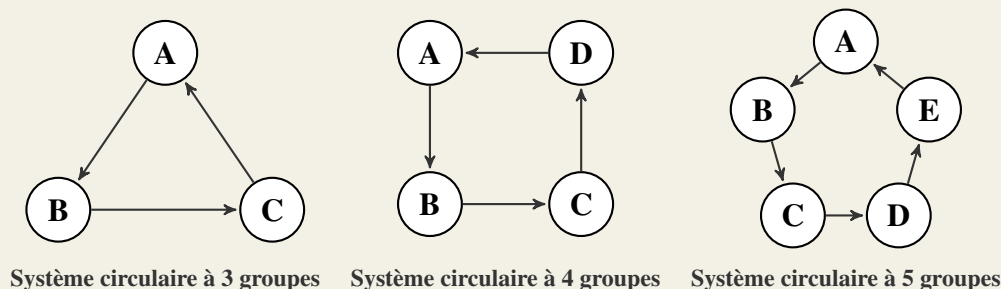 A
B
C
Système circulaire à 3 groupes
A
D
B
C
Système circulaire à 4 groupes
A
B
E
C
D
Système circulaire à 5 groupes